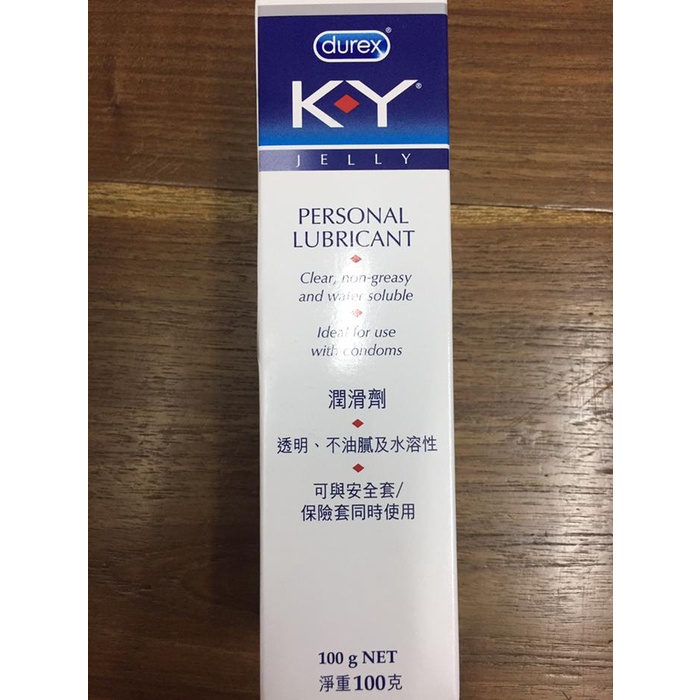 durex®
K♦Y®
JELLY
PERSONAL
LUBRICANT
Clear, non-greasy
and water soluble
Ideal for use
with condoms
潤滑劑
透明、不油膩及水溶性
可與安全套/
保險套同時使用
100 g NET
淨重100克